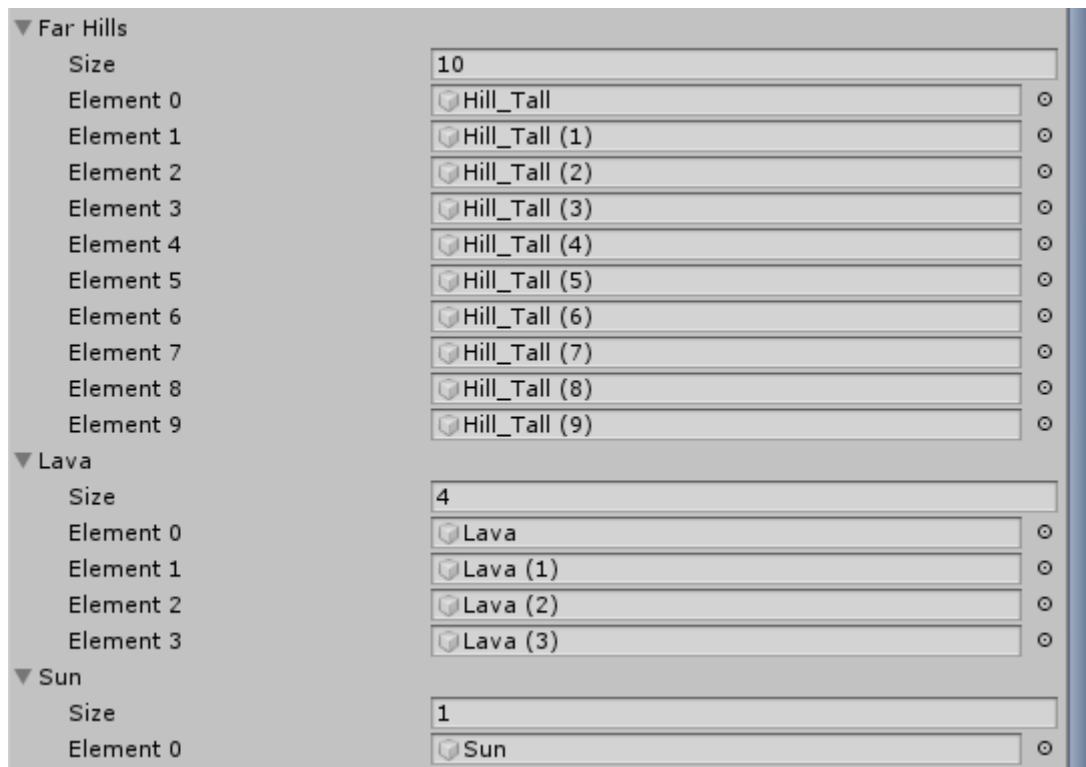 Far Hills
Size 10
Element 0 Hill_Tall
Element 1 Hill_Tall (1)
Element 2 Hill_Tall (2)
Element 3 Hill_Tall (3)
Element 4 Hill_Tall (4)
Element 5 Hill_Tall (5)
Element 6 Hill_Tall (6)
Element 7 Hill_Tall (7)
Element 8 Hill_Tall (8)
Element 9 Hill_Tall (9)
Lava
Size 4
Element 0 Lava
Element 1 Lava (1)
Element 2 Lava (2)
Element 3 Lava (3)
Sun
Size 1
Element 0 Sun